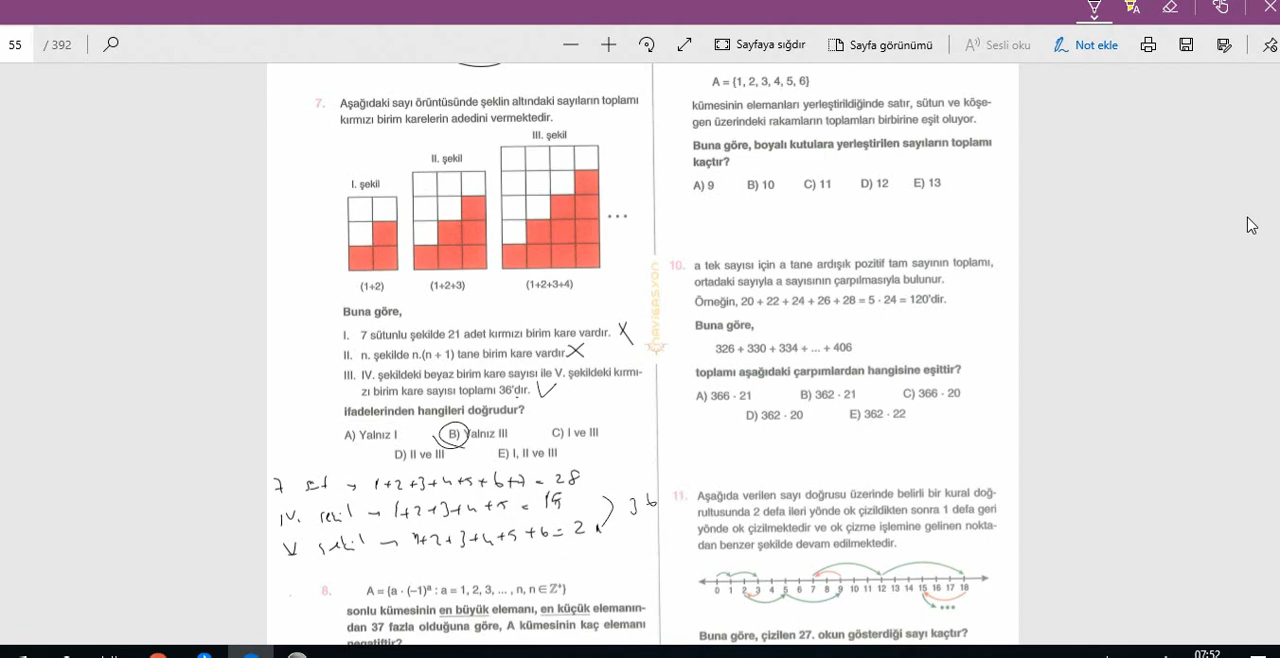 55 / 392
Sayfaya sığdır
Sayfa görünümü
Sesli oku
Not ekle
7. Aşağıdaki sayı örüntüsünde şeklin altındaki sayıların toplamı
kırmızı birim karelerin adedini vermektedir.
III. şekil
II. şekil
I. şekil
...
(1+2)
(1+2+3)
(1+2+3+4)
Buna göre,
I. 7 sütunlu şekilde 21 adet kırmızı birim kare vardır.
II. n. şekilde n.(n + 1) tane birim kare vardır.
III. IV. şekildeki beyaz birim kare sayısı ile V. şekildeki kırmı-
zı birim kare sayısı toplamı 36'dır.
ifadelerinden hangileri doğrudur?
A) Yalnız I B) Yalnız III C) I ve III
D) II ve III E) I, II ve III
1+2+3+4+5+6+7 = 28
IV. şekil → 1+2+3+4+5 = 15
36
V şekil → 1+2+3+4+5+6 = 21
8. A = {a · (−1)ᵃ : a = 1, 2, 3, ... , n, n ∈ Z⁺}
sonlu kümesinin en büyük elemanı, en küçük elemanın-
dan 37 fazla olduğuna göre, A kümesinin kaç elemanı
negatiftir?
A = {1, 2, 3, 4, 5, 6}
kümesinin elemanları yerleştirildiğinde satır, sütun ve köşe-
gen üzerindeki rakamların toplamları birbirine eşit oluyor.
Buna göre, boyalı kutulara yerleştirilen sayıların toplamı
kaçtır?
A) 9 B) 10 C) 11 D) 12 E) 13
NAVİGASYON
10. a tek sayısı için a tane ardışık pozitif tam sayının toplamı,
ortadaki sayıyla a sayısının çarpılmasıyla bulunur.
Örneğin, 20 + 22 + 24 + 26 + 28 = 5 · 24 = 120'dir.
Buna göre,
326 + 330 + 334 + ... + 406
toplamı aşağıdaki çarpımlardan hangisine eşittir?
A) 366 · 21 B) 362 · 21 C) 366 · 20
D) 362 · 20 E) 362 · 22
11. Aşağıda verilen sayı doğrusu üzerinde belirli bir kural doğ-
rultusunda 2 defa ileri yönde ok çizildikten sonra 1 defa geri
yönde ok çizilmektedir ve ok çizme işlemine gelinen nokta-
dan benzer şekilde devam edilmektedir.
0 1 2 3 4 5 6 7 8 9 10 11 12 13 14 15 16 17 18
...
Buna göre, çizilen 27. okun gösterdiği sayı kaçtır?
07:52